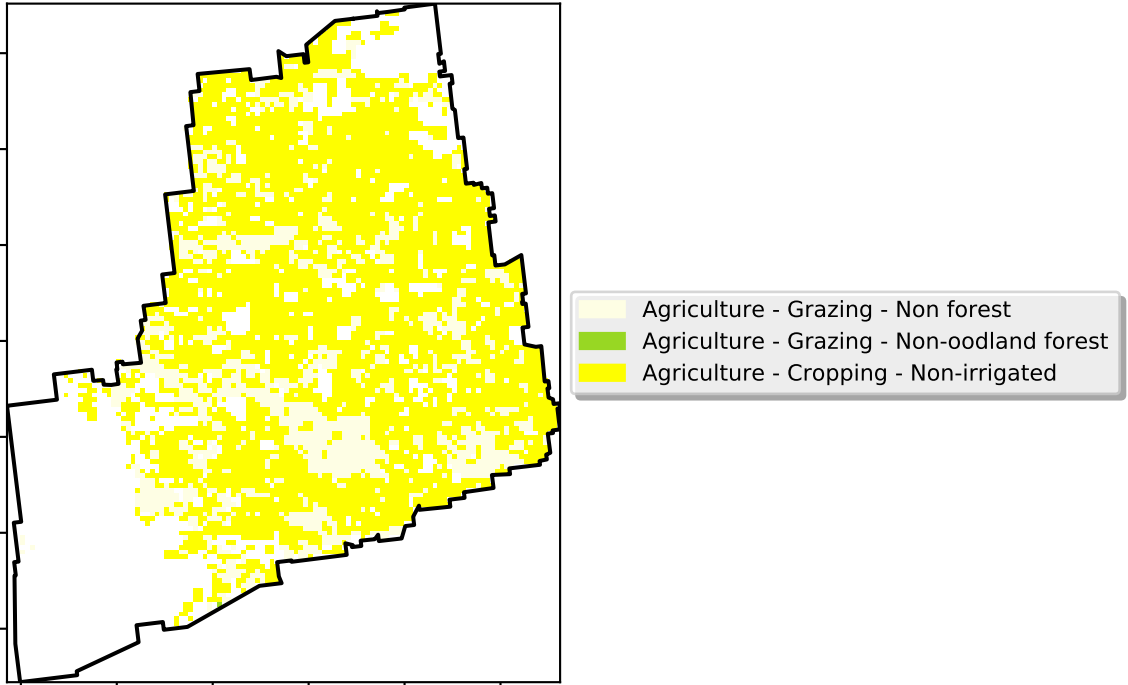 Agriculture - Grazing - Non forest
Agriculture - Grazing - Non-oodland forest
Agriculture - Cropping - Non-irrigated